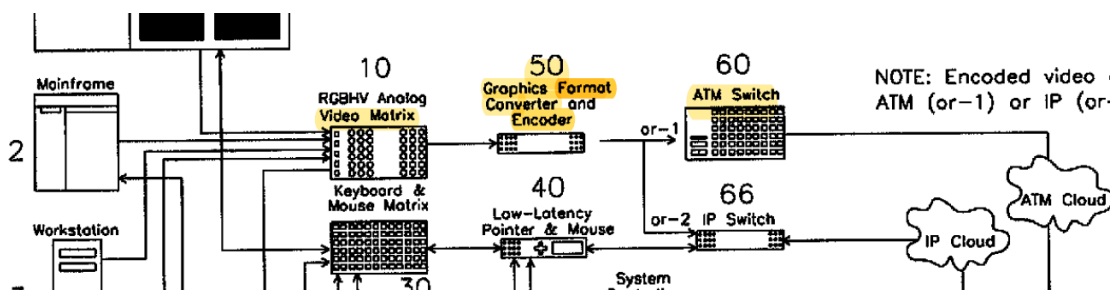 10
50
60
Mainframe
RGBHV Analog
Video Matrix
Graphics Format
Converter and
Encoder
ATM Switch
NOTE: Encoded video
ATM (or-1) or IP (or-
or-1
2
Keyboard &
Mouse Matrix
40
66
ATM Cloud
Workstation
Low-Latency
Pointer & Mouse
or-2 IP Switch
IP Cloud
30
System